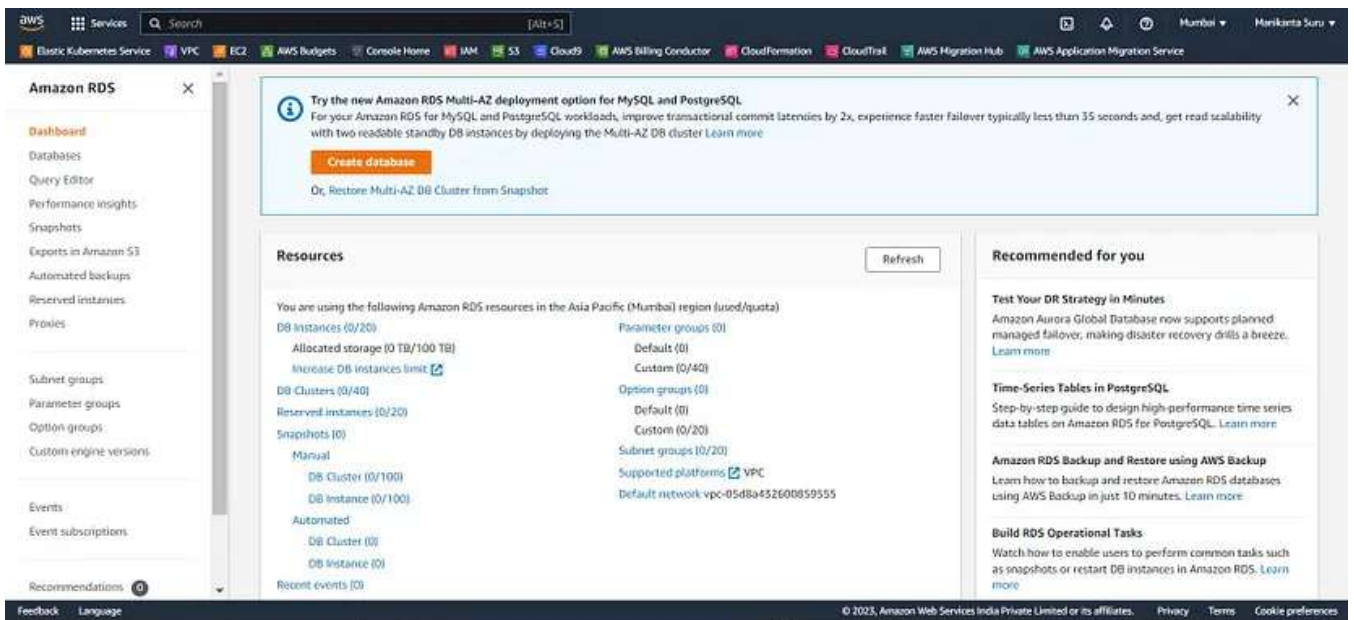 aws
Services
Search
[Alt+S]
Mumbai
Manikanta Suru
Elastic Kubernetes Service
VPC
EC2
AWS Budgets
Console Home
IAM
S3
Cloud9
AWS Billing Conductor
CloudFormation
CloudTrail
AWS Migration Hub
AWS Application Migration Service
Amazon RDS
Dashboard
Databases
Query Editor
Performance insights
Snapshots
Exports in Amazon S3
Automated backups
Reserved instances
Proxies
Subnet groups
Parameter groups
Option groups
Custom engine versions
Events
Event subscriptions
Recommendations 0
Try the new Amazon RDS Multi-AZ deployment option for MySQL and PostgreSQL
For your Amazon RDS for MySQL and PostgreSQL workloads, improve transactional commit latencies by 2x, experience faster failover typically less than 35 seconds and, get read scalability
with two readable standby DB instances by deploying the Multi-AZ DB cluster Learn more
Create database
Or, Restore Multi-AZ DB Cluster from Snapshot
Resources
Refresh
You are using the following Amazon RDS resources in the Asia Pacific (Mumbai) region (used/quota)
DB Instances (0/20)
Allocated storage (0 TB/100 TB)
Increase DB instances limit
DB Clusters (0/40)
Reserved instances (0/20)
Snapshots (0)
Manual
DB Cluster (0/100)
DB Instance (0/100)
Automated
DB Cluster (0)
DB Instance (0)
Recent events (0)
Parameter groups (0)
Default (0)
Custom (0/40)
Option groups (0)
Default (0)
Custom (0/20)
Subnet groups (0/20)
Supported platforms VPC
Default network vpc-05d8a432600859555
Recommended for you
Test Your DR Strategy in Minutes
Amazon Aurora Global Database now supports planned
managed failover, making disaster recovery drills a breeze.
Learn more
Time-Series Tables in PostgreSQL
Step-by-step guide to design high-performance time series
data tables on Amazon RDS for PostgreSQL. Learn more
Amazon RDS Backup and Restore using AWS Backup
Learn how to backup and restore Amazon RDS databases
using AWS Backup in just 10 minutes. Learn more
Build RDS Operational Tasks
Watch how to enable users to perform common tasks such
as snapshots or restart DB instances in Amazon RDS. Learn
more
Feedback
Language
© 2023, Amazon Web Services India Private Limited or its affiliates.
Privacy
Terms
Cookie preferences